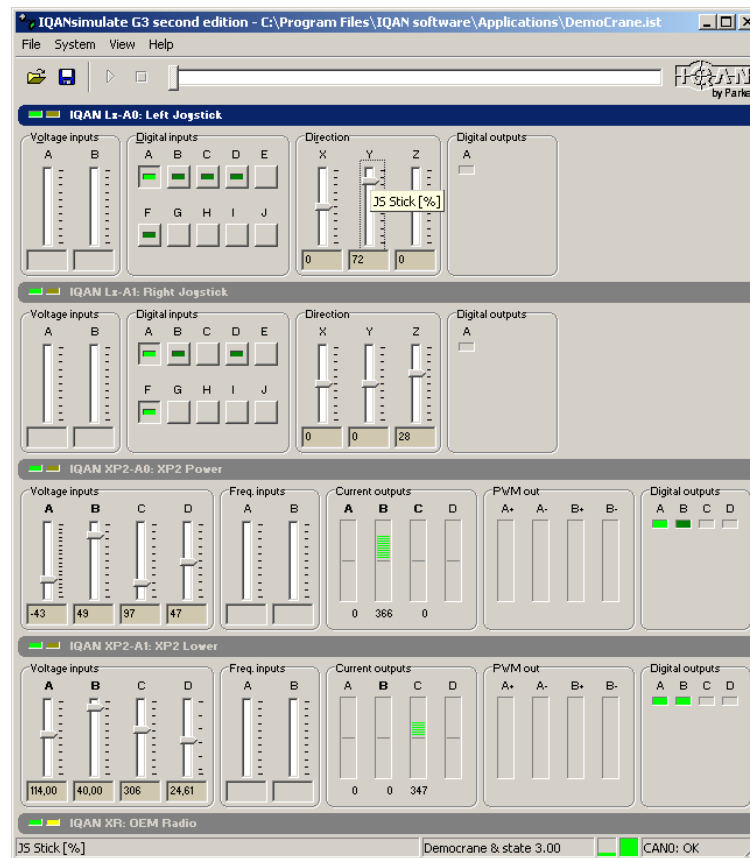 IQANsimulate G3 second edition - C:\Program Files\IQAN software\Applications\DemoCrane.ist
File System View Help
IQAN
by Parke
IQAN Lx-A0: Left Joystick
Voltage inputs Digital inputs Direction Digital outputs
A B A B C D E X Y Z A
JS Stick [%]
F G H I J
0 72 0
IQAN Lx-A1: Right Joystick
Voltage inputs Digital inputs Direction Digital outputs
A B A B C D E X Y Z A
F G H I J
0 0 28
IQAN XP2-A0: XP2 Power
Voltage inputs Freq. inputs Current outputs PWM out Digital outputs
A B C D A B A B C D A+ A- B+ B- A B C D
-43 49 97 47 0 366 0
IQAN XP2-A1: XP2 Lower
Voltage inputs Freq. inputs Current outputs PWM out Digital outputs
A B C D A B A B C D A+ A- B+ B- A B C D
114,00 40,00 306 24,61 0 0 347
IQAN XR: OEM Radio
JS Stick [%] Democrane & state 3.00 CAN0: OK